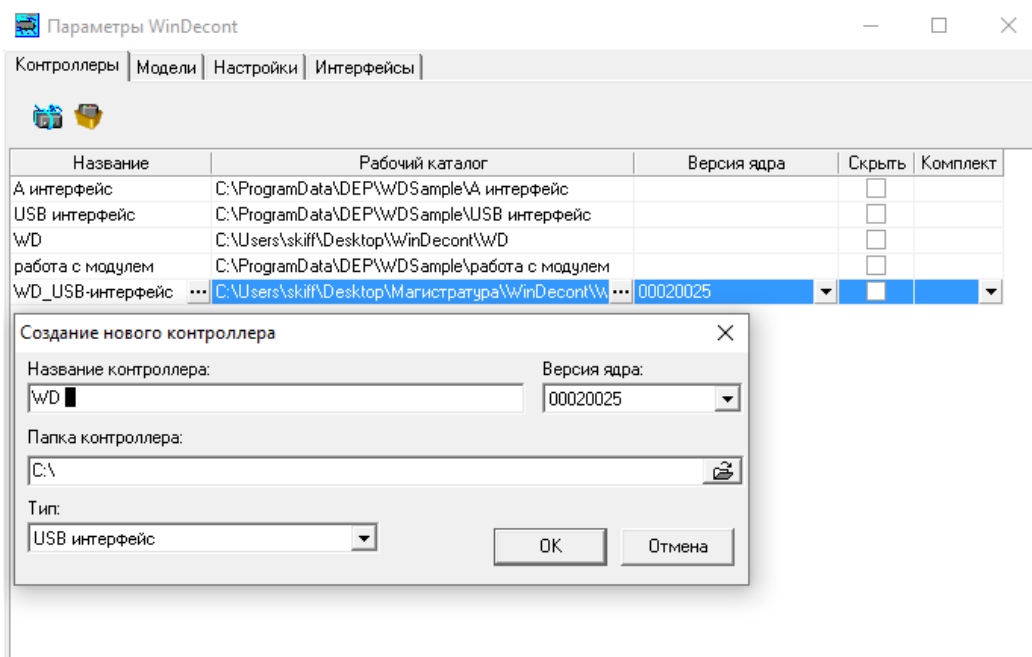 Параметры WinDecont
Контроллеры Модели Настройки Интерфейсы
Название Рабочий каталог Версия ядра Скрыть Комплект
А интерфейс C:\ProgramData\DEP\WDSample\А интерфейс
USB интерфейс C:\ProgramData\DEP\WDSample\USB интерфейс
WD C:\Users\skiff\Desktop\WinDecont\WD
работа с модулем C:\ProgramData\DEP\WDSample\работа с модулем
WD_USB-интерфейс ... C:\Users\skiff\Desktop\Магистратура\WinDecont\W ... 00020025
Создание нового контроллера
Название контроллера: Версия ядра:
WD 00020025
Папка контроллера:
C:\
Тип:
USB интерфейс OK Отмена